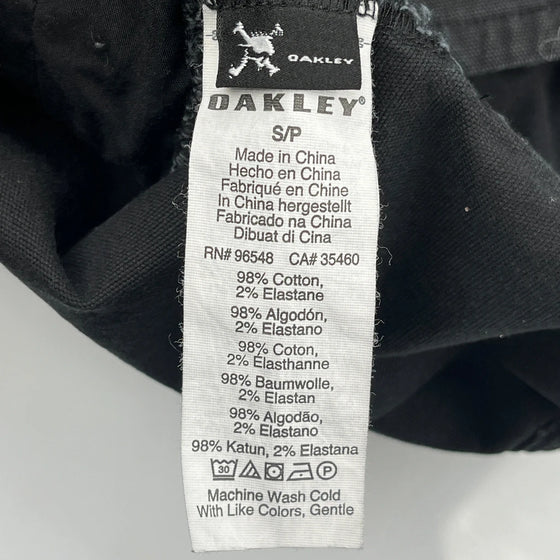 OAKLEY
OAKLEY®
S/P
Made in China
Hecho en China
Fabriqué en Chine
In China hergestellt
Fabricado na China
Dibuat di Cina
RN# 96548 CA# 35460
98% Cotton,
2% Elastane
98% Algodón,
2% Elastano
98% Coton,
2% Elasthanne
98% Baumwolle,
2% Elastan
98% Algodão,
2% Elastano
98% Katun, 2% Elastana
30 P
Machine Wash Cold
With Like Colors, Gentle